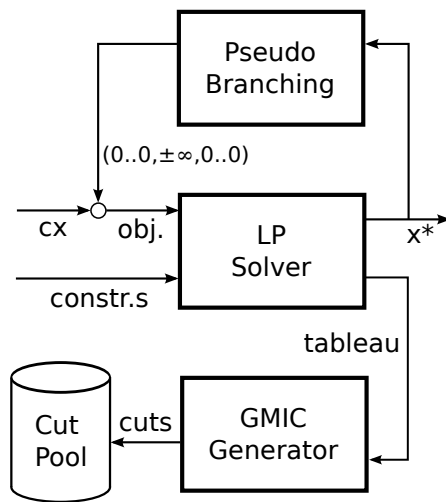 Pseudo
Branching
(0..0,±∞,0..0)
cx
obj.
LP
Solver
x*
constr.s
tableau
Cut
Pool
cuts
GMIC
Generator